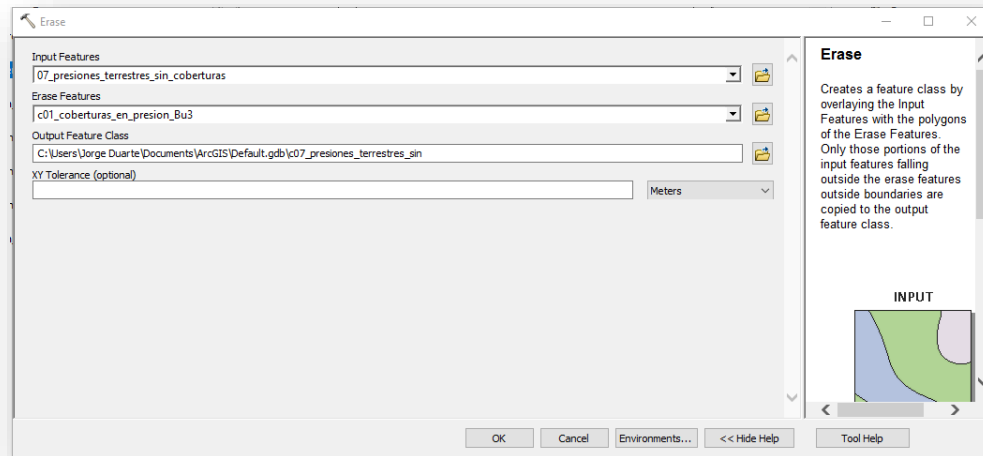 Erase
Input Features
07_presiones_terrestres_sin_coberturas
Erase Features
c01_coberturas_en_presion_Bu3
Output Feature Class
C:\Users\Jorge Duarte\Documents\ArcGIS\Default.gdb\c07_presiones_terrestres_sin
XY Tolerance (optional)
Meters
OK
Cancel
Environments...
<< Hide Help
Erase
Creates a feature class by
overlaying the Input
Features with the polygons
of the Erase Features.
Only those portions of the
input features falling
outside the erase features
outside boundaries are
copied to the output
feature class.
INPUT
Tool Help